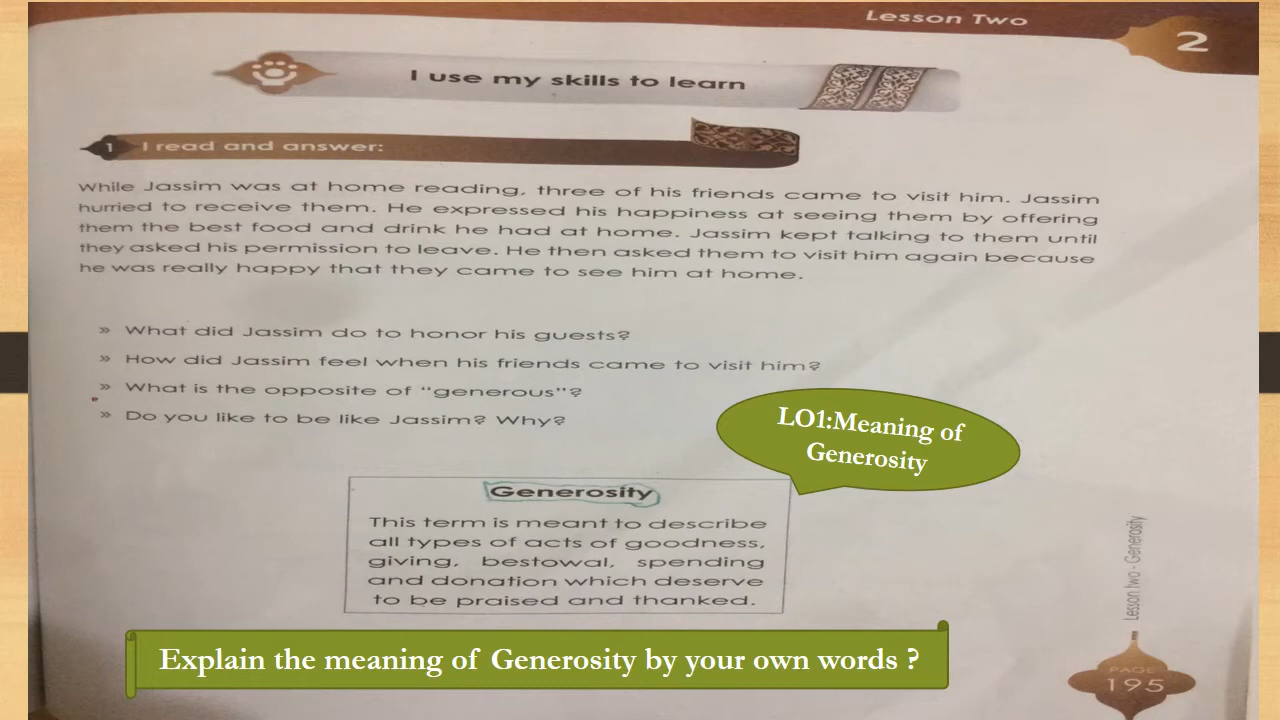 Lesson Two
2
I use my skills to learn
1 I read and answer:
While Jassim was at home reading, three of his friends came to visit him. Jassim
hurried to receive them. He expressed his happiness at seeing them by offering
them the best food and drink he had at home. Jassim kept talking to them until
they asked his permission to leave. He then asked them to visit him again because
he was really happy that they came to see him at home.
» What did Jassim do to honor his guests?
» How did Jassim feel when his friends came to visit him?
» What is the opposite of "generous"?
» Do you like to be like Jassim? Why?
LO1:Meaning of
Generosity
Generosity
This term is meant to describe
all types of acts of goodness,
giving, bestowal, spending
and donation which deserve
to be praised and thanked.
Explain the meaning of Generosity by your own words ?
Lesson two - Generosity
PAGE
195